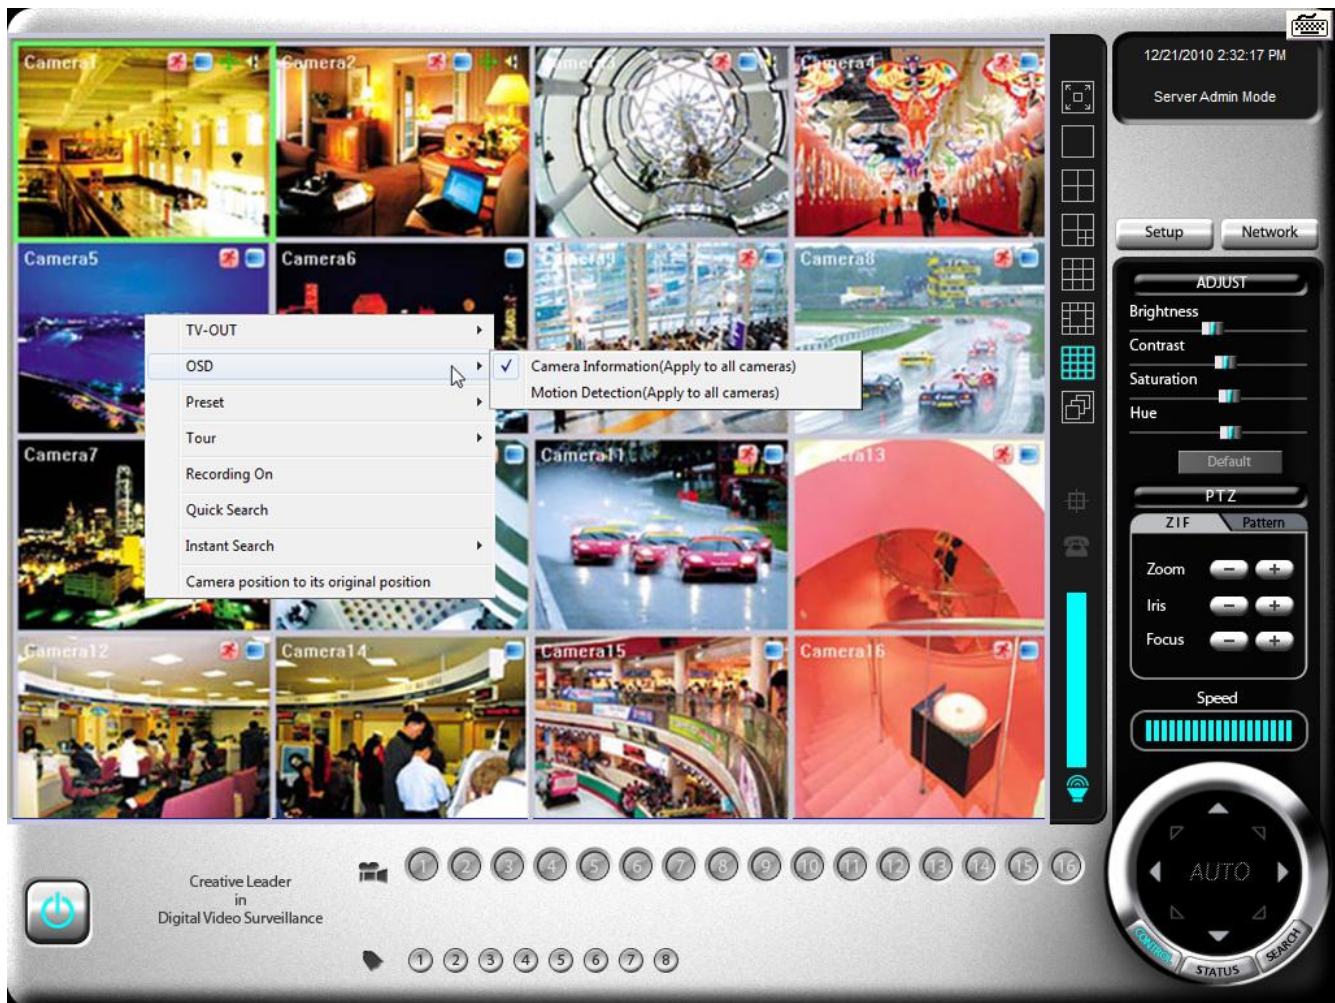 Camera1
Camera2
Camera4
12/21/2010 2:32:17 PM
Server Admin Mode
Setup
Network
Camera5
Camera6
Camera8
ADJUST
Brightness
Contrast
Saturation
Hue
Default
TV-OUT
OSD
Preset
Tour
Recording On
Quick Search
Instant Search
Camera position to its original position
Camera Information(Apply to all cameras)
Motion Detection(Apply to all cameras)
Camera7
Camera11
PTZ
ZIF
Pattern
Zoom
Iris
Focus
Camera12
Camera14
Camera15
Camera16
Speed
Creative Leader
in
Digital Video Surveillance
1 2 3 4 5 6 7 8 9 10 11 12 13 14 15 16
1 2 3 4 5 6 7 8
AUTO
CONTROL
STATUS
SEARCH